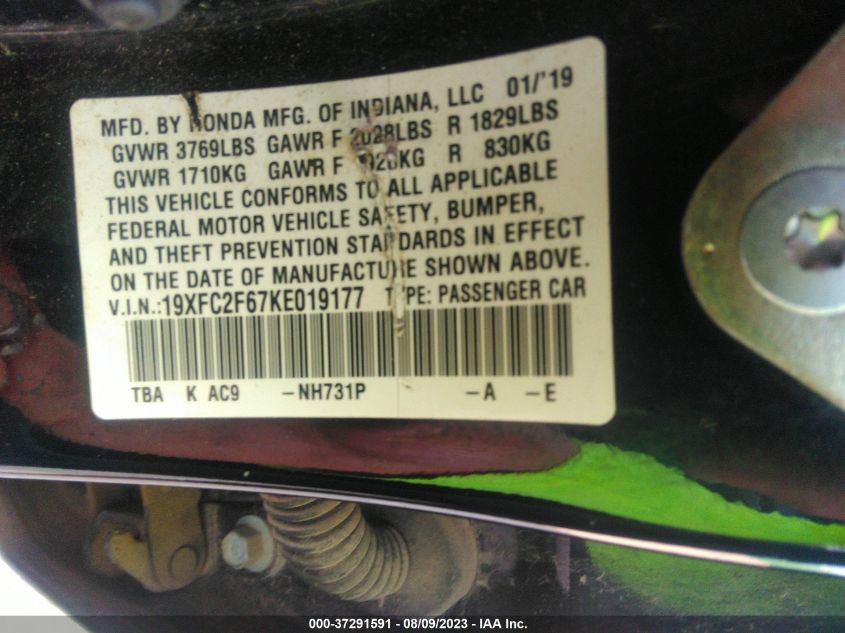 MFD. BY HONDA MFG. OF INDIANA, LLC 01/'19
GVWR 3769LBS GAWR F 2028LBS R 1829LBS
GVWR 1710KG GAWR F 920KG R 830KG
THIS VEHICLE CONFORMS TO ALL APPLICABLE
FEDERAL MOTOR VEHICLE SAFETY, BUMPER,
AND THEFT PREVENTION STANDARDS IN EFFECT
ON THE DATE OF MANUFACTURE SHOWN ABOVE.
V.I.N.:19XFC2F67KE019177 TYPE: PASSENGER CAR
TBA K AC9 -NH731P -A -E
000-37291591 - 08/09/2023 - IAA Inc.